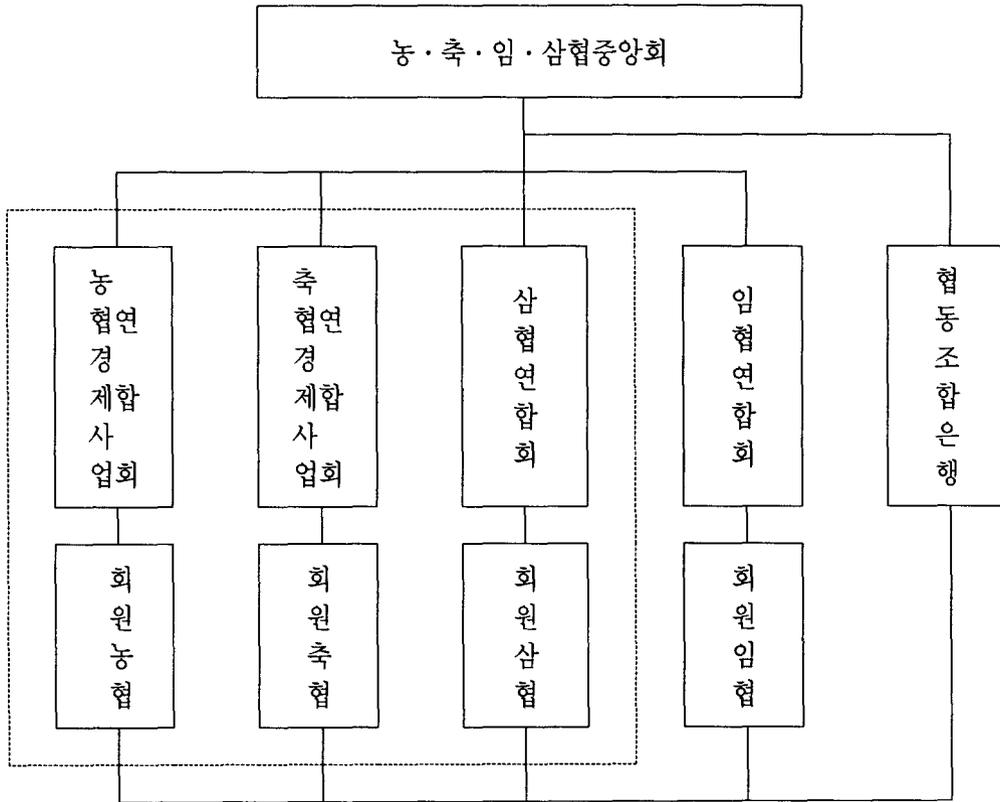 농·축·임·삼협중앙회
농
협연
경
제합
사
업회
축
협연
경
제합
사
업회
삼
협
연
합
회
임
협
연
합
회
협
동
조
합
은
행
회
원
농
협
회
원
축
협
회
원
삼
협
회
원
임
협